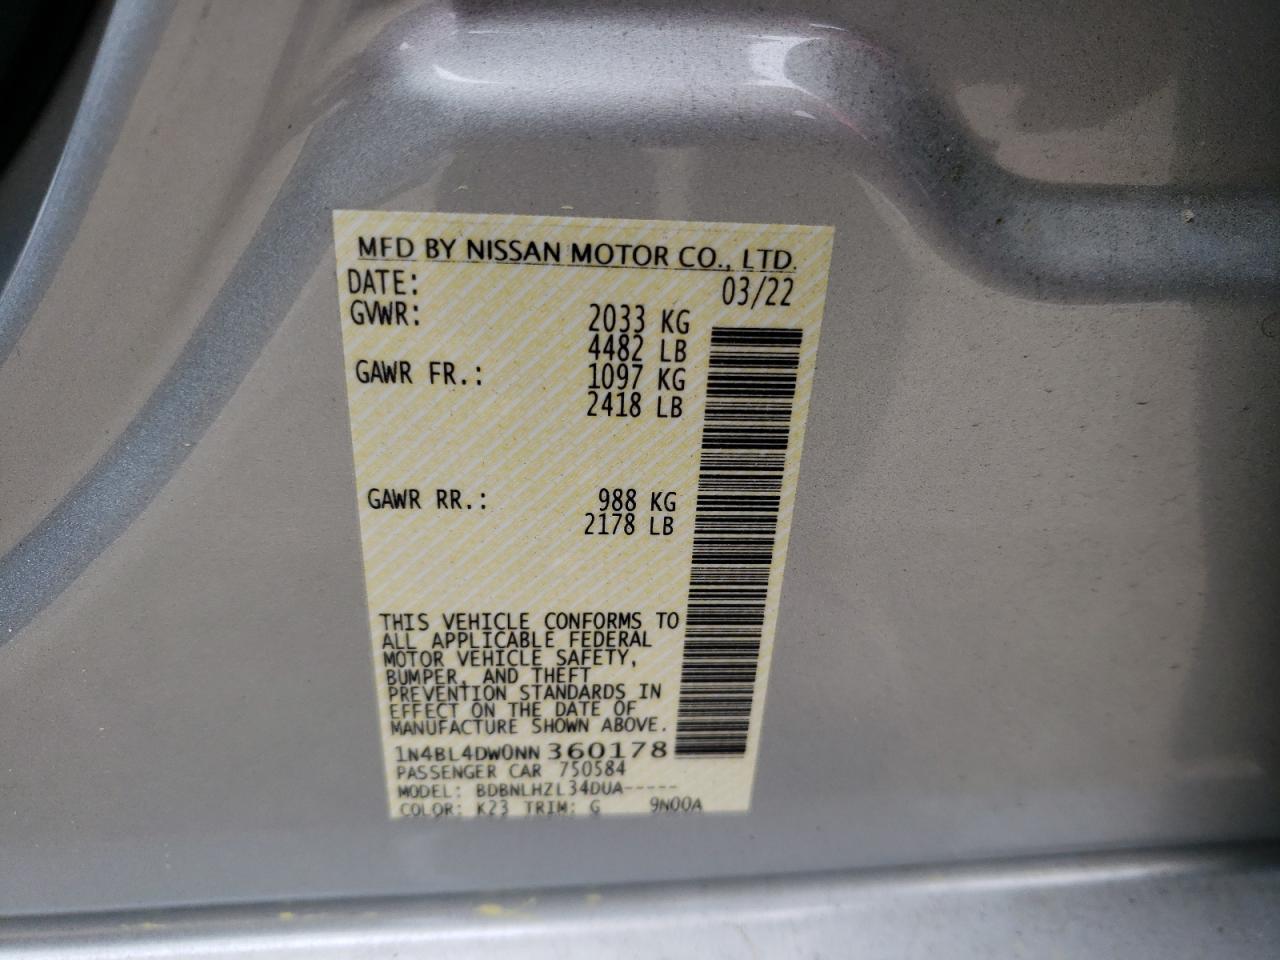 MFD BY NISSAN MOTOR CO., LTD.
DATE: 03/22
GVWR: 2033 KG
4482 LB
GAWR FR.: 1097 KG
2418 LB
GAWR RR.: 988 KG
2178 LB
THIS VEHICLE CONFORMS TO
ALL APPLICABLE FEDERAL
MOTOR VEHICLE SAFETY,
BUMPER, AND THEFT
PREVENTION STANDARDS IN
EFFECT ON THE DATE OF
MANUFACTURE SHOWN ABOVE.
1N4BL4DW0NN360178
PASSENGER CAR 750584
MODEL: BDBNLHZL34DUA-----
COLOR: K23 TRIM: G 9N00A